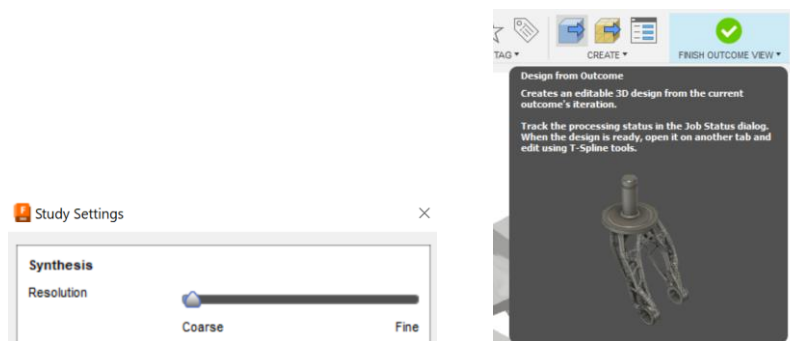 Study Settings
Synthesis
Resolution
Coarse Fine
TAG CREATE FINISH OUTCOME VIEW
Design from Outcome
Creates an editable 3D design from the current
outcome's iteration.
Track the processing status in the Job Status dialog.
When the design is ready, open it on another tab and
edit using T-Spline tools.